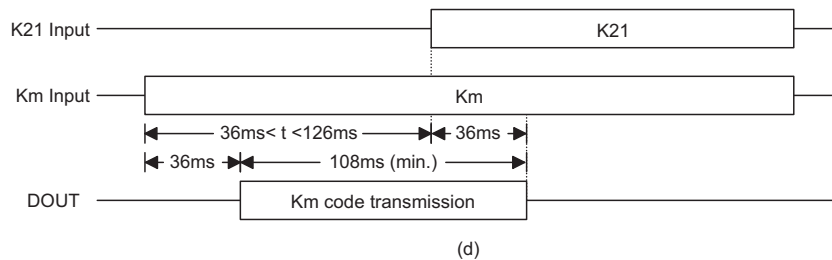 K21 Input
K21
Km Input
Km
36ms< t <126ms
36ms
36ms
108ms (min.)
DOUT
Km code transmission
(d)